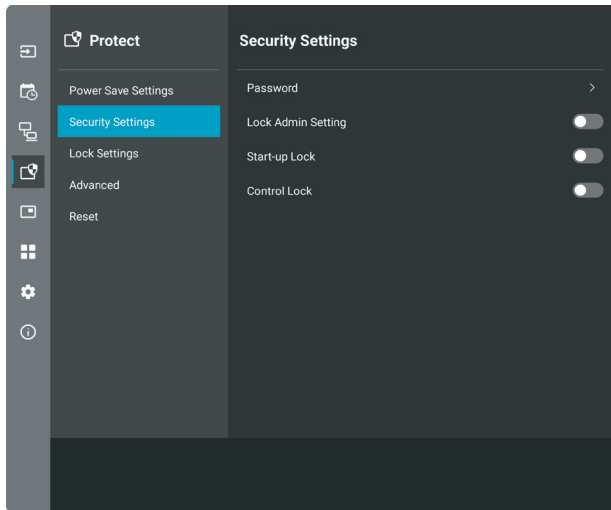 Protect
Power Save Settings
Security Settings
Lock Settings
Advanced
Reset
Security Settings
Password
Lock Admin Setting
Start-up Lock
Control Lock